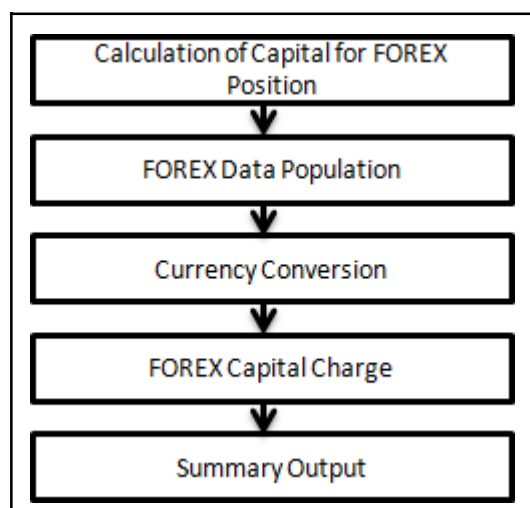 Calculation of Capital for FOREX
Position
FOREX Data Population
Currency Conversion
FOREX Capital Charge
Summary Output